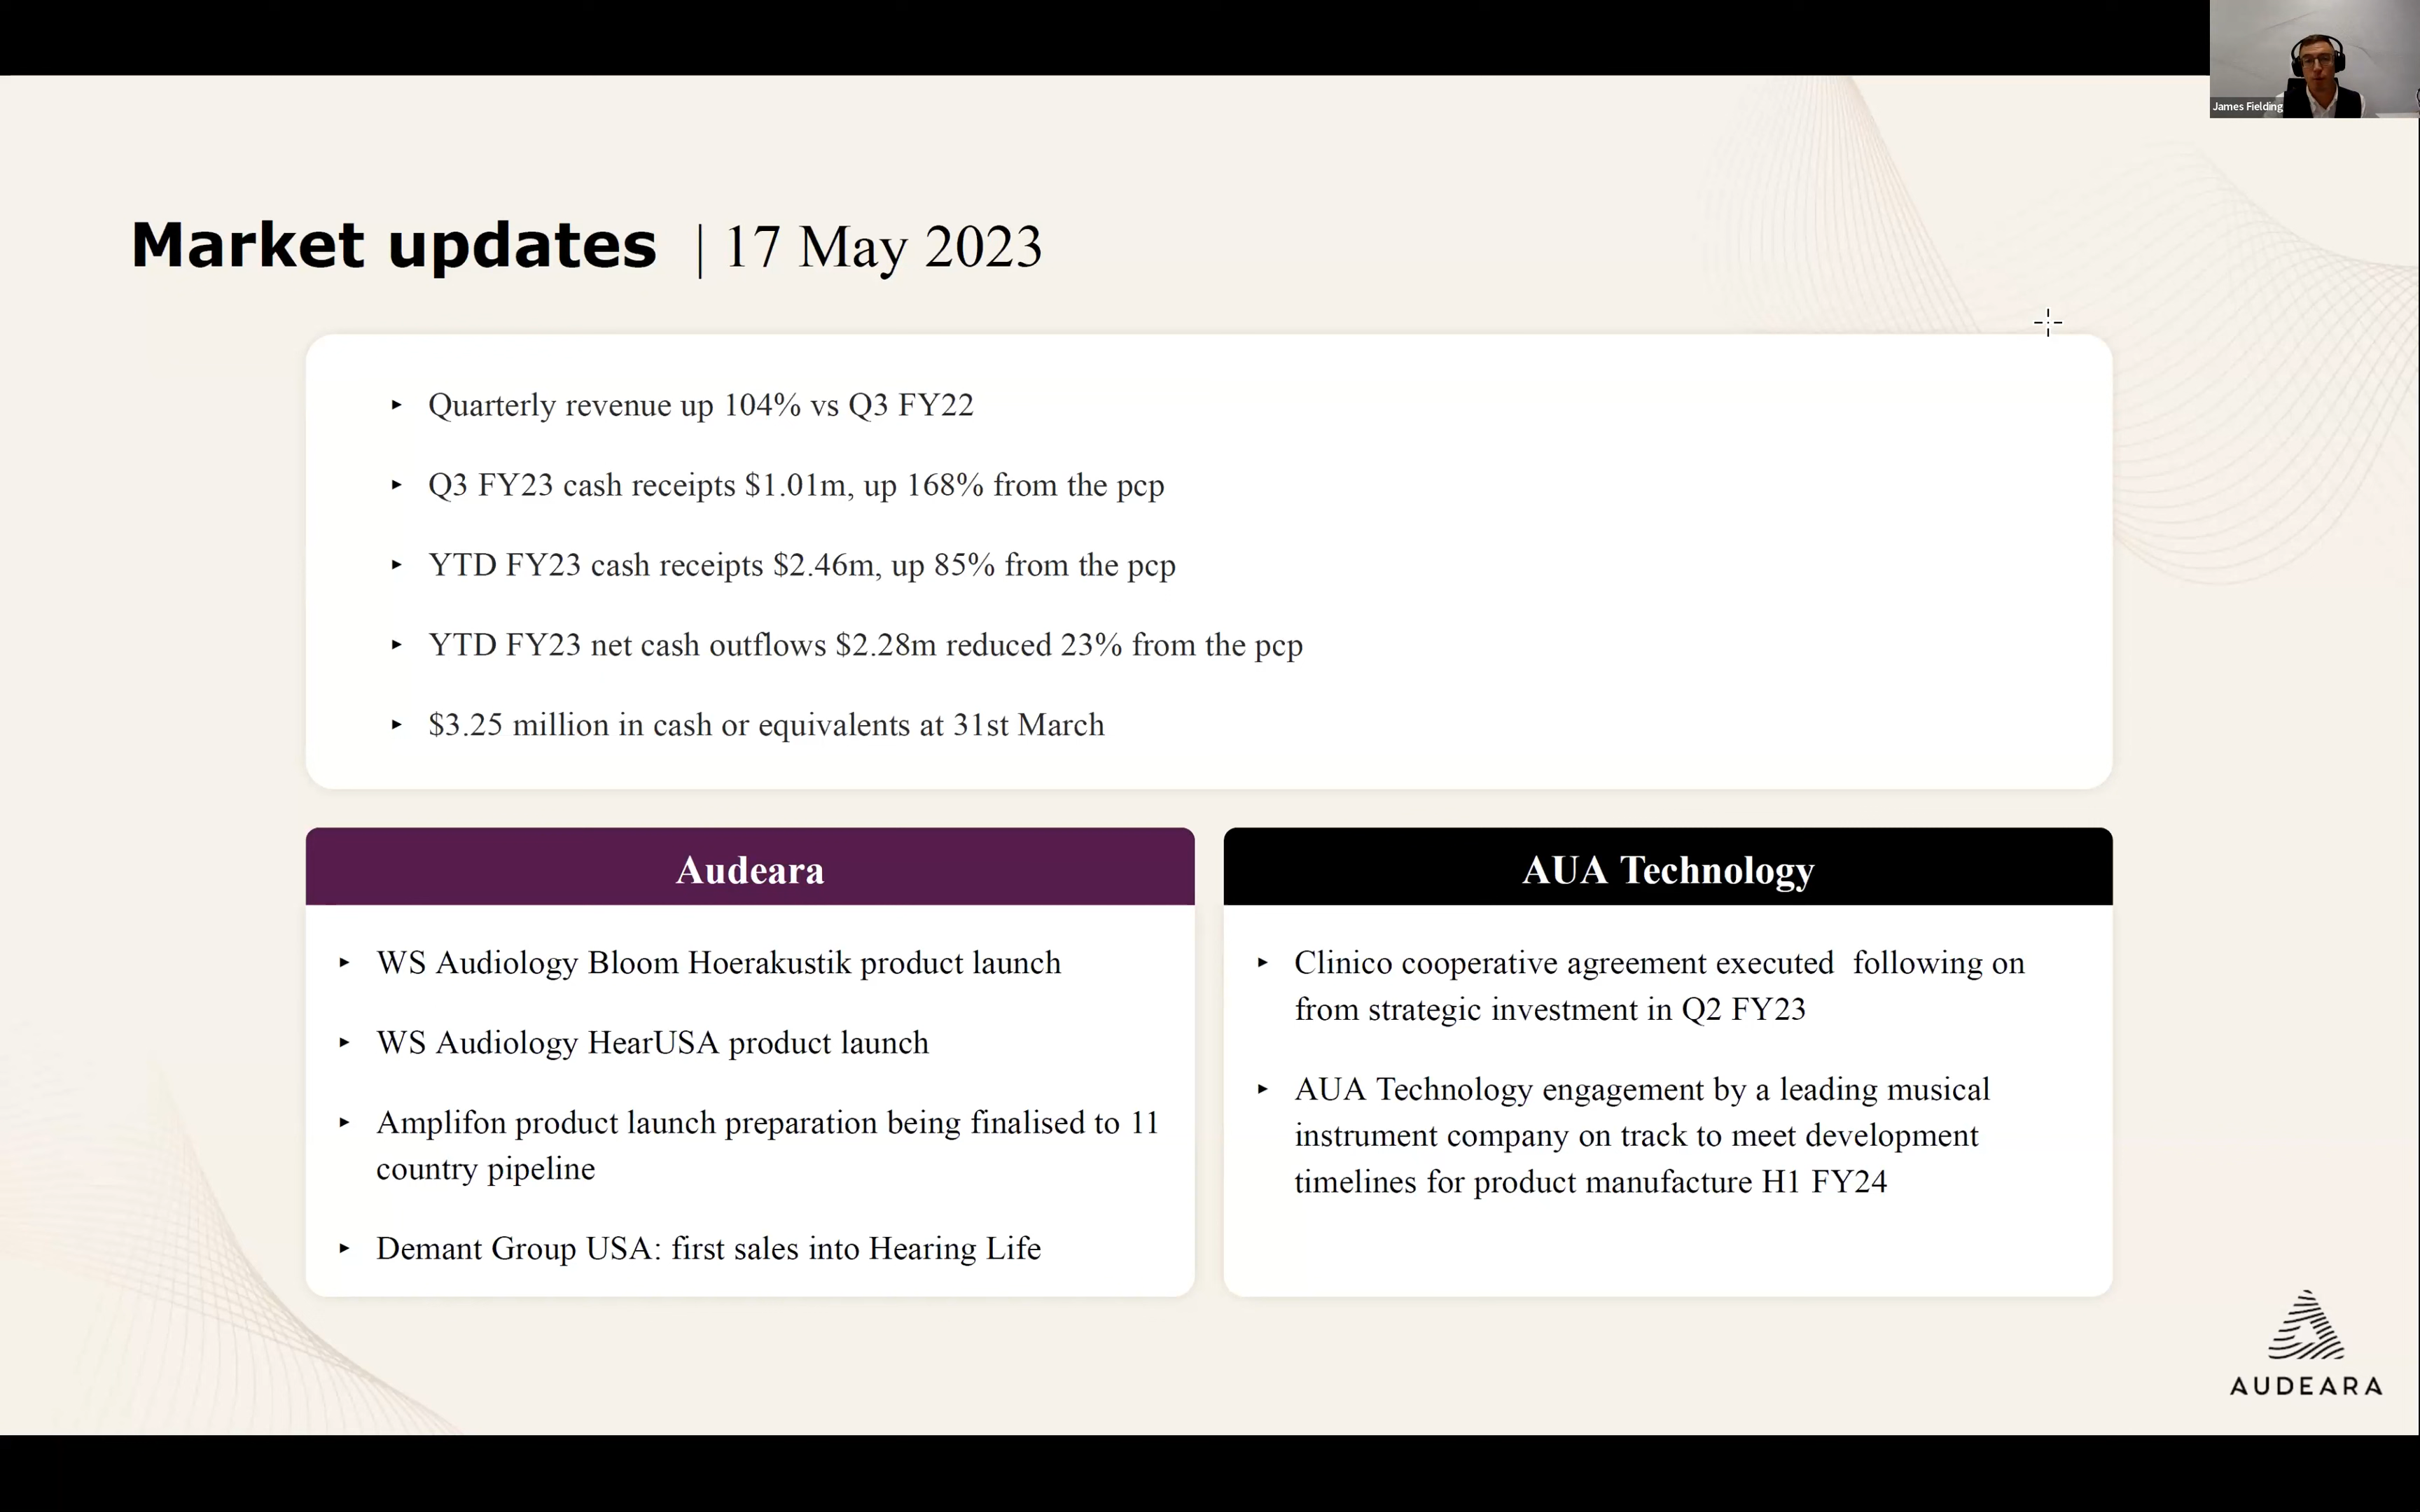 James Fielding
Market updates | 17 May 2023
‣ Quarterly revenue up 104% vs Q3 FY22
‣ Q3 FY23 cash receipts $1.01m, up 168% from the pcp
‣ YTD FY23 cash receipts $2.46m, up 85% from the pcp
‣ YTD FY23 net cash outflows $2.28m reduced 23% from the pcp
‣ $3.25 million in cash or equivalents at 31st March
Audeara
‣ WS Audiology Bloom Hoerakustik product launch
‣ WS Audiology HearUSA product launch
‣ Amplifon product launch preparation being finalised to 11
country pipeline
‣ Demant Group USA: first sales into Hearing Life
AUA Technology
‣ Clinico cooperative agreement executed  following on
from strategic investment in Q2 FY23
‣ AUA Technology engagement by a leading musical
instrument company on track to meet development
timelines for product manufacture H1 FY24
AUDEARA